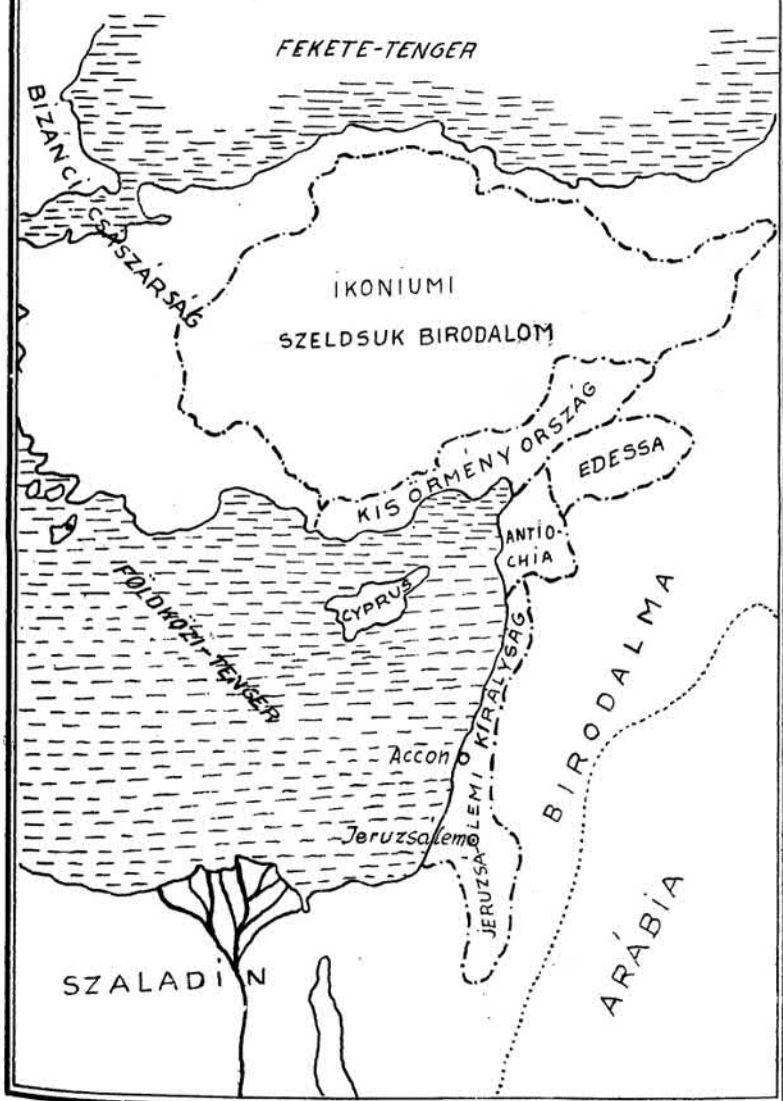 FEKETE-TENGER
BIZÁNCI
CSÁSZÁRSÁG
IKONIUMI
SZELDSUK BIRODALOM
KIS ÖRMÉNY ORSZÁG
EDESSA
ANTIO-
CHIA
CYPRUS
FÖLDKÖZI-TENGER
JERUZSÁLEMI KIRÁLYSÁG
Accon
Jeruzsalem
SZALADIN
BIRODALMA
ARÁBIA